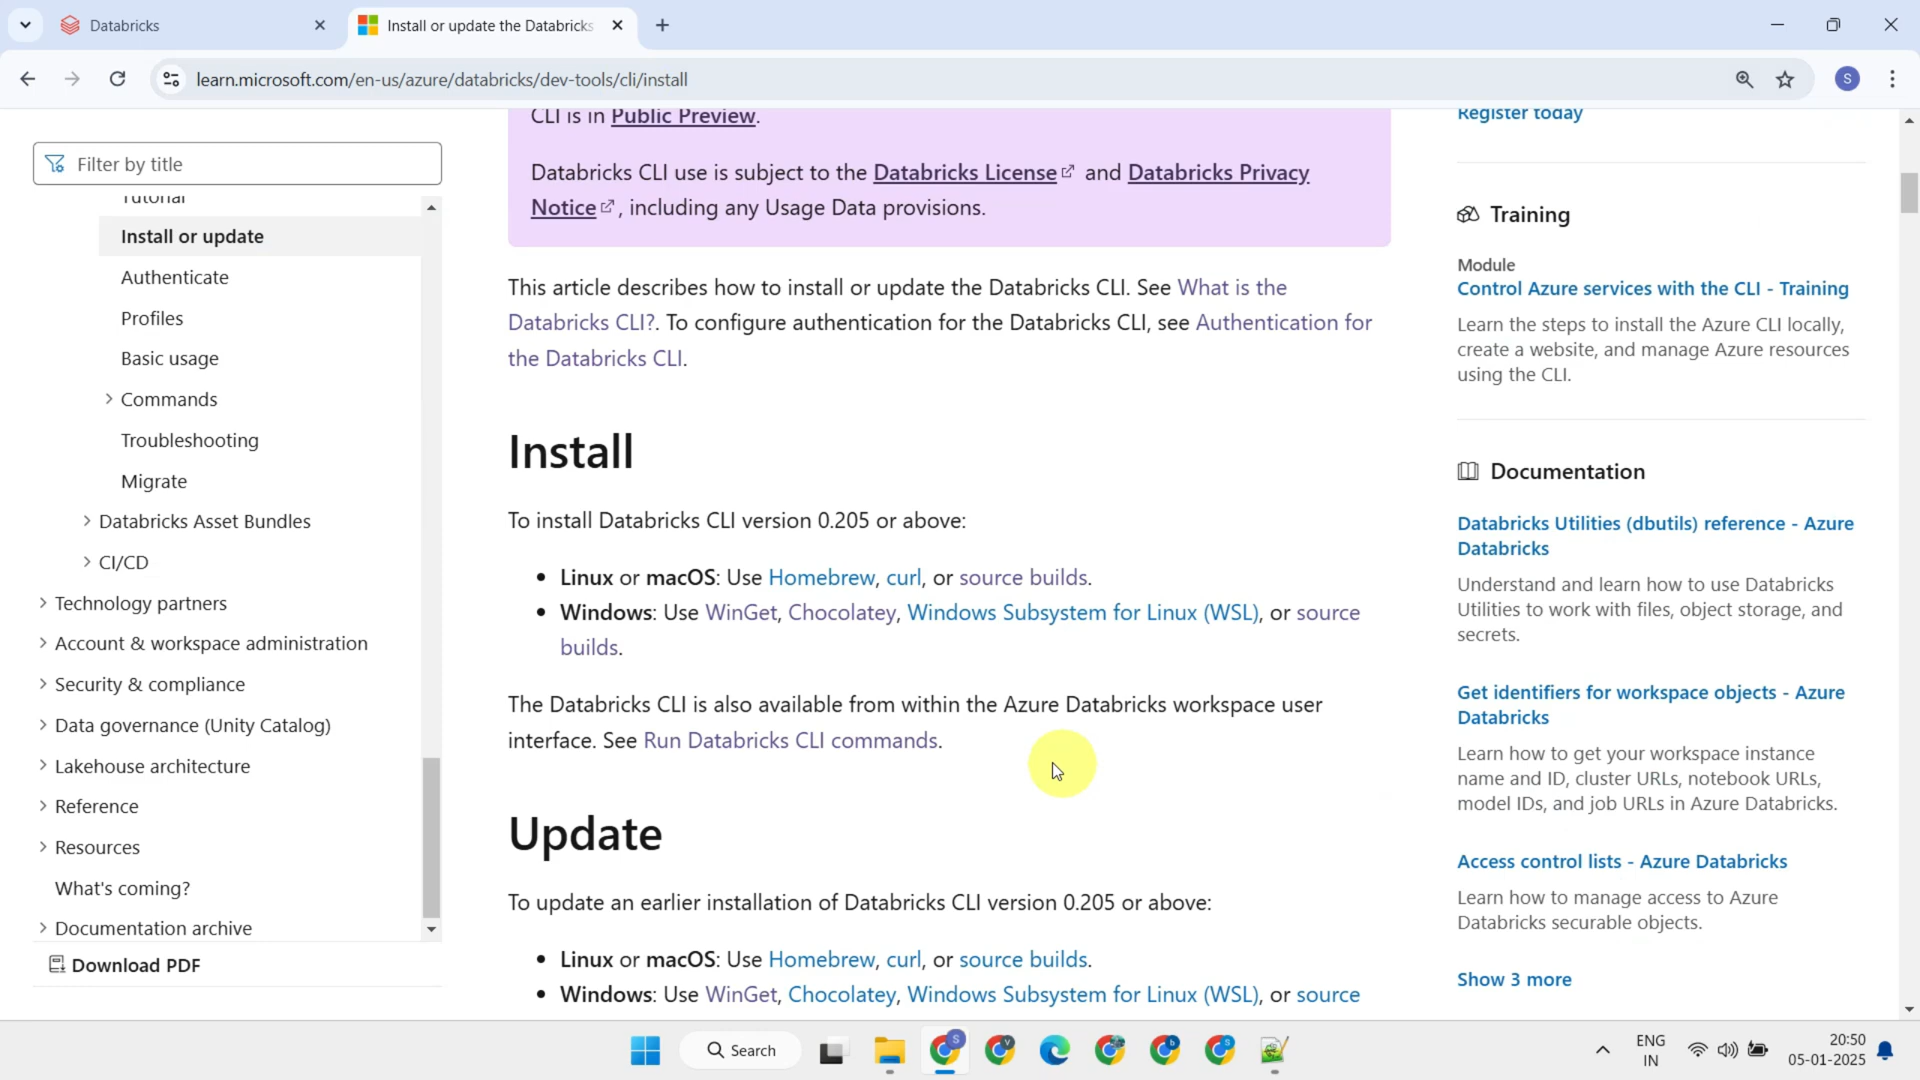 Databricks
Install or update the Databricks
learn.microsoft.com/en-us/azure/databricks/dev-tools/cli/install
S
Filter by title
Tutorial
Install or update
Authenticate
Profiles
Basic usage
Commands
Troubleshooting
Migrate
Databricks Asset Bundles
CI/CD
Technology partners
Account & workspace administration
Security & compliance
Data governance (Unity Catalog)
Lakehouse architecture
Reference
Resources
What's coming?
Documentation archive
Download PDF
CLI is in Public Preview.
Databricks CLI use is subject to the Databricks License and Databricks Privacy
Notice, including any Usage Data provisions.
This article describes how to install or update the Databricks CLI. See What is the
Databricks CLI?. To configure authentication for the Databricks CLI, see Authentication for
the Databricks CLI.
Install
To install Databricks CLI version 0.205 or above:
• Linux or macOS: Use Homebrew, curl, or source builds.
• Windows: Use WinGet, Chocolatey, Windows Subsystem for Linux (WSL), or source
builds.
The Databricks CLI is also available from within the Azure Databricks workspace user
interface. See Run Databricks CLI commands.
Update
To update an earlier installation of Databricks CLI version 0.205 or above:
• Linux or macOS: Use Homebrew, curl, or source builds.
• Windows: Use WinGet, Chocolatey, Windows Subsystem for Linux (WSL), or source
Register today
Training
Module
Control Azure services with the CLI - Training
Learn the steps to install the Azure CLI locally,
create a website, and manage Azure resources
using the CLI.
Documentation
Databricks Utilities (dbutils) reference - Azure
Databricks
Understand and learn how to use Databricks
Utilities to work with files, object storage, and
secrets.
Get identifiers for workspace objects - Azure
Databricks
Learn how to get your workspace instance
name and ID, cluster URLs, notebook URLs,
model IDs, and job URLs in Azure Databricks.
Access control lists - Azure Databricks
Learn how to manage access to Azure
Databricks securable objects.
Show 3 more
Search
ENG
IN
20:50
05-01-2025